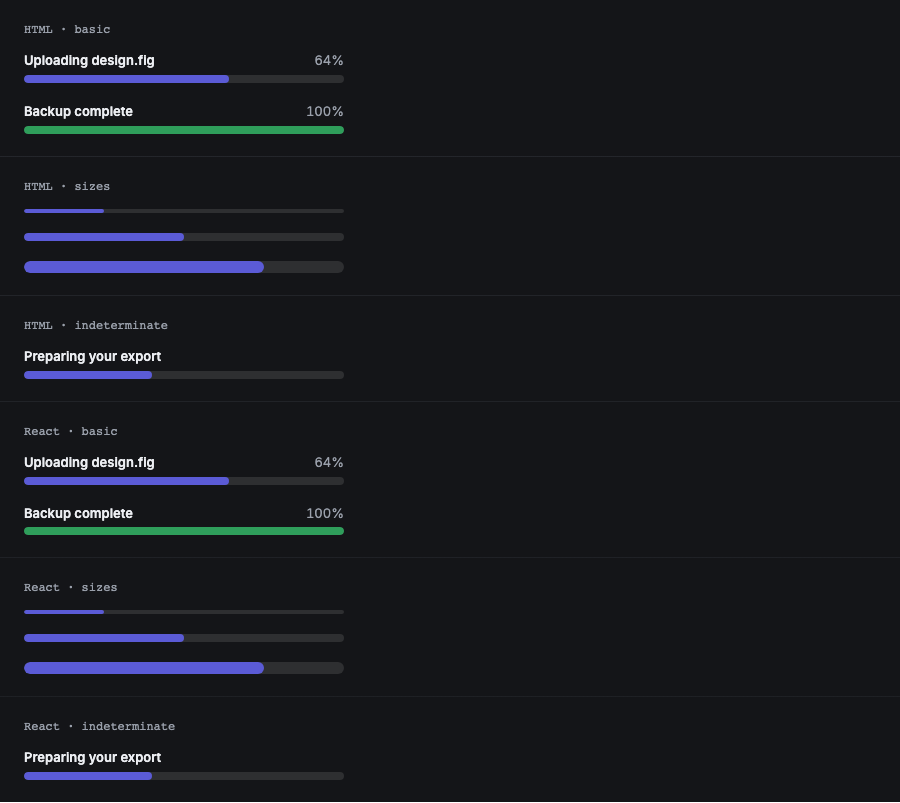 HTML · basic
Uploading design.fig 64%
Backup complete 100%
HTML · sizes
HTML · indeterminate
Preparing your export
React · basic
Uploading design.fig 64%
Backup complete 100%
React · sizes
React · indeterminate
Preparing your export